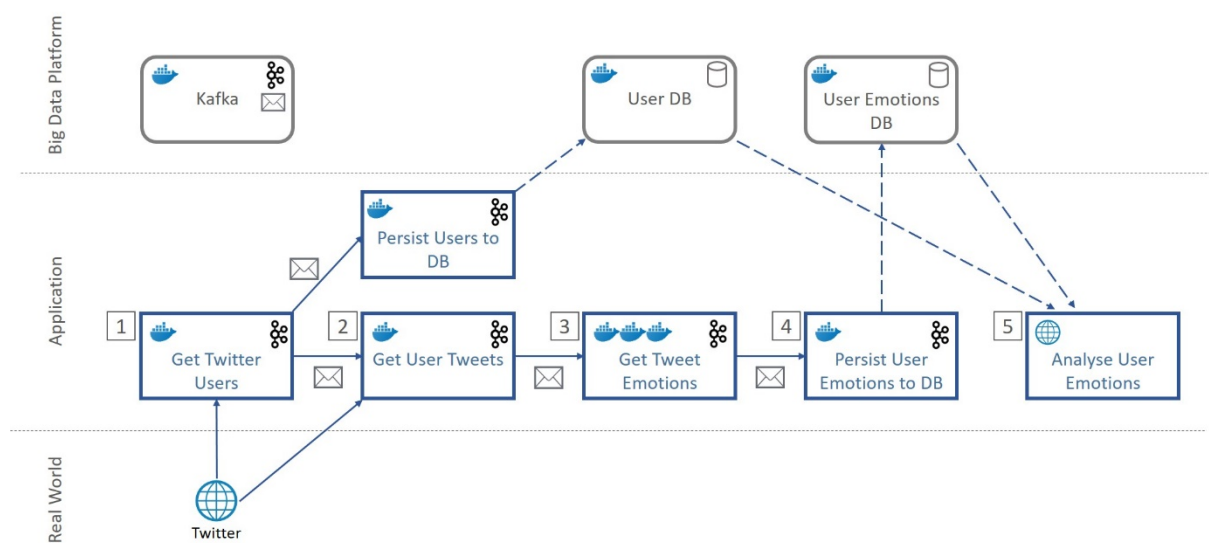 Big Data Platform
Kafka
User DB
User Emotions
DB
Application
Persist Users to
DB
1
Get Twitter
Users
2
Get User Tweets
3
Get Tweet
Emotions
4
Persist User
Emotions to DB
5
Analyse User
Emotions
Real World
Twitter